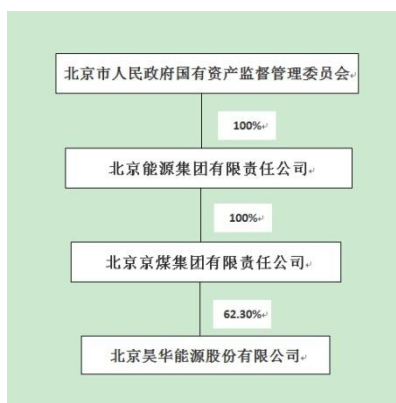 北京市人民政府国有资产监督管理委员会
100%
北京能源集团有限责任公司
100%
北京京煤集团有限责任公司
62.30%
北京昊华能源股份有限公司